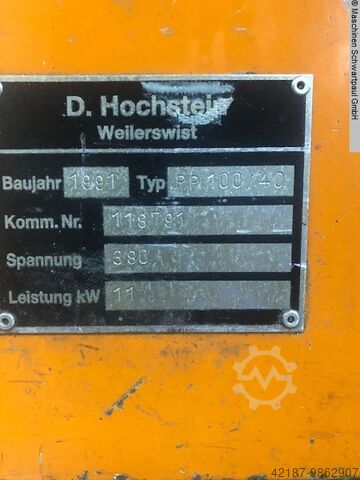 D. Hochstein
Weilerswist
Baujahr 1991 Typ PP 100/40
Komm. Nr. 118791
Spannung 380
Leistung kW 11
© Maschinen Schwartpaul GmbH
42187-9862907